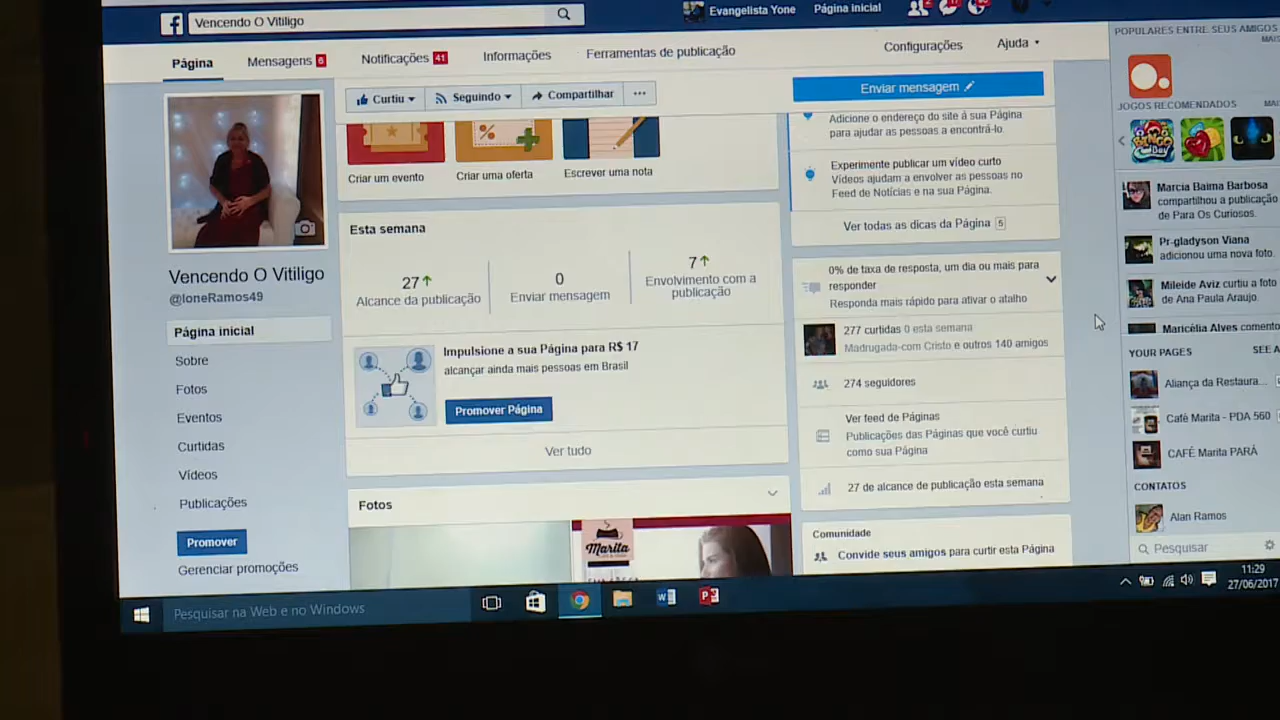 Vencendo O Vitiligo
Evangelista Yone
Página inicial
Página
Mensagens 6
Notificações 41
Informações
Ferramentas de publicação
Configurações
Ajuda
Curtiu
Seguindo
Compartilhar
Enviar mensagem
Vencendo O Vitiligo
@IoneRamos49
Página inicial
Sobre
Fotos
Eventos
Curtidas
Vídeos
Publicações
Promover
Gerenciar promoções
Criar um evento
Criar uma oferta
Escrever uma nota
Esta semana
27
Alcance da publicação
0
Enviar mensagem
7
Envolvimento com a
publicação
Impulsione a sua Página para R$ 17
alcançar ainda mais pessoas em Brasil
Promover Página
Ver tudo
Fotos
Marita
Adicione o endereço do site à sua Página
para ajudar as pessoas a encontrá-lo.
Experimente publicar um vídeo curto
Vídeos ajudam a envolver as pessoas no
Feed de Notícias e na sua Página.
Ver todas as dicas da Página 5
0% de taxa de resposta, um dia ou mais para
responder
Responda mais rápido para ativar o atalho
277 curtidas 0 esta semana
Madrugada-com Cristo e outros 140 amigos
274 seguidores
Ver feed de Páginas
Publicações das Páginas que você curtiu
como sua Página
27 de alcance de publicação esta semana
Comunidade
Convide seus amigos para curtir esta Página
POPULARES ENTRE SEUS AMIGOS
MAIS
JOGOS RECOMENDADOS MAI
BINGO
Day
Marcia Baima Barbosa
compartilhou a publicação
de Para Os Curiosos.
Pr-gladyson Viana
adicionou uma nova foto.
Mileide Aviz curtiu a foto
de Ana Paula Araujo.
Maricélia Alves comento
YOUR PAGES SEE A
Aliança da Restaura...
Café Marita - PDA 560
CAFÉ Marita PARÁ
CONTATOS
Alan Ramos
Pesquisar
Pesquisar na Web e no Windows
11:29
27/06/2017